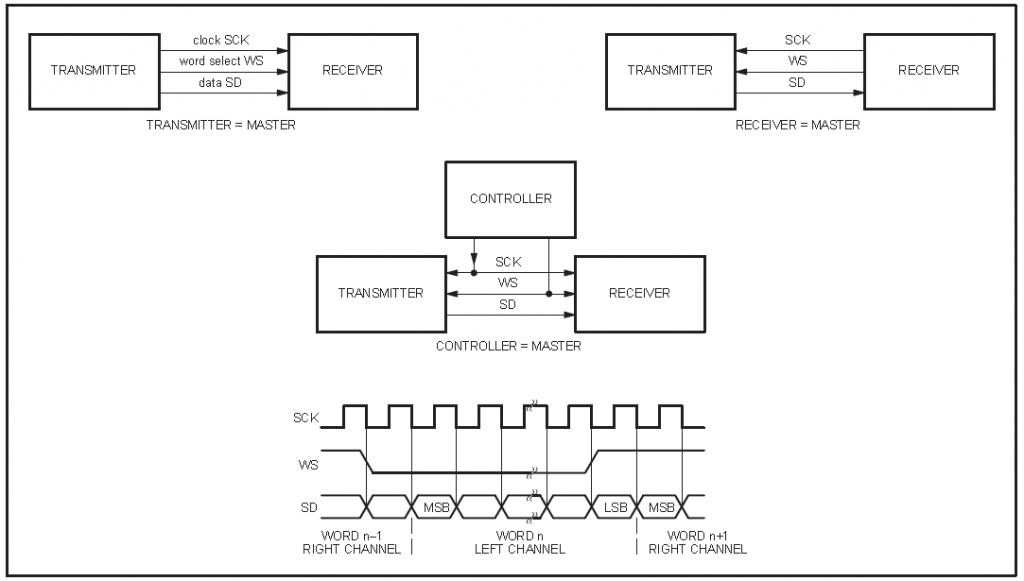 TRANSMITTER
clock SCK
word select WS
data SD
RECEIVER
TRANSMITTER = MASTER
TRANSMITTER
SCK
WS
SD
RECEIVER
RECEIVER = MASTER
CONTROLLER
TRANSMITTER
SCK
WS
SD
RECEIVER
CONTROLLER = MASTER
SCK
WS
SD
MSB
LSB
MSB
WORD n–1
RIGHT CHANNEL
WORD n
LEFT CHANNEL
WORD n+1
RIGHT CHANNEL